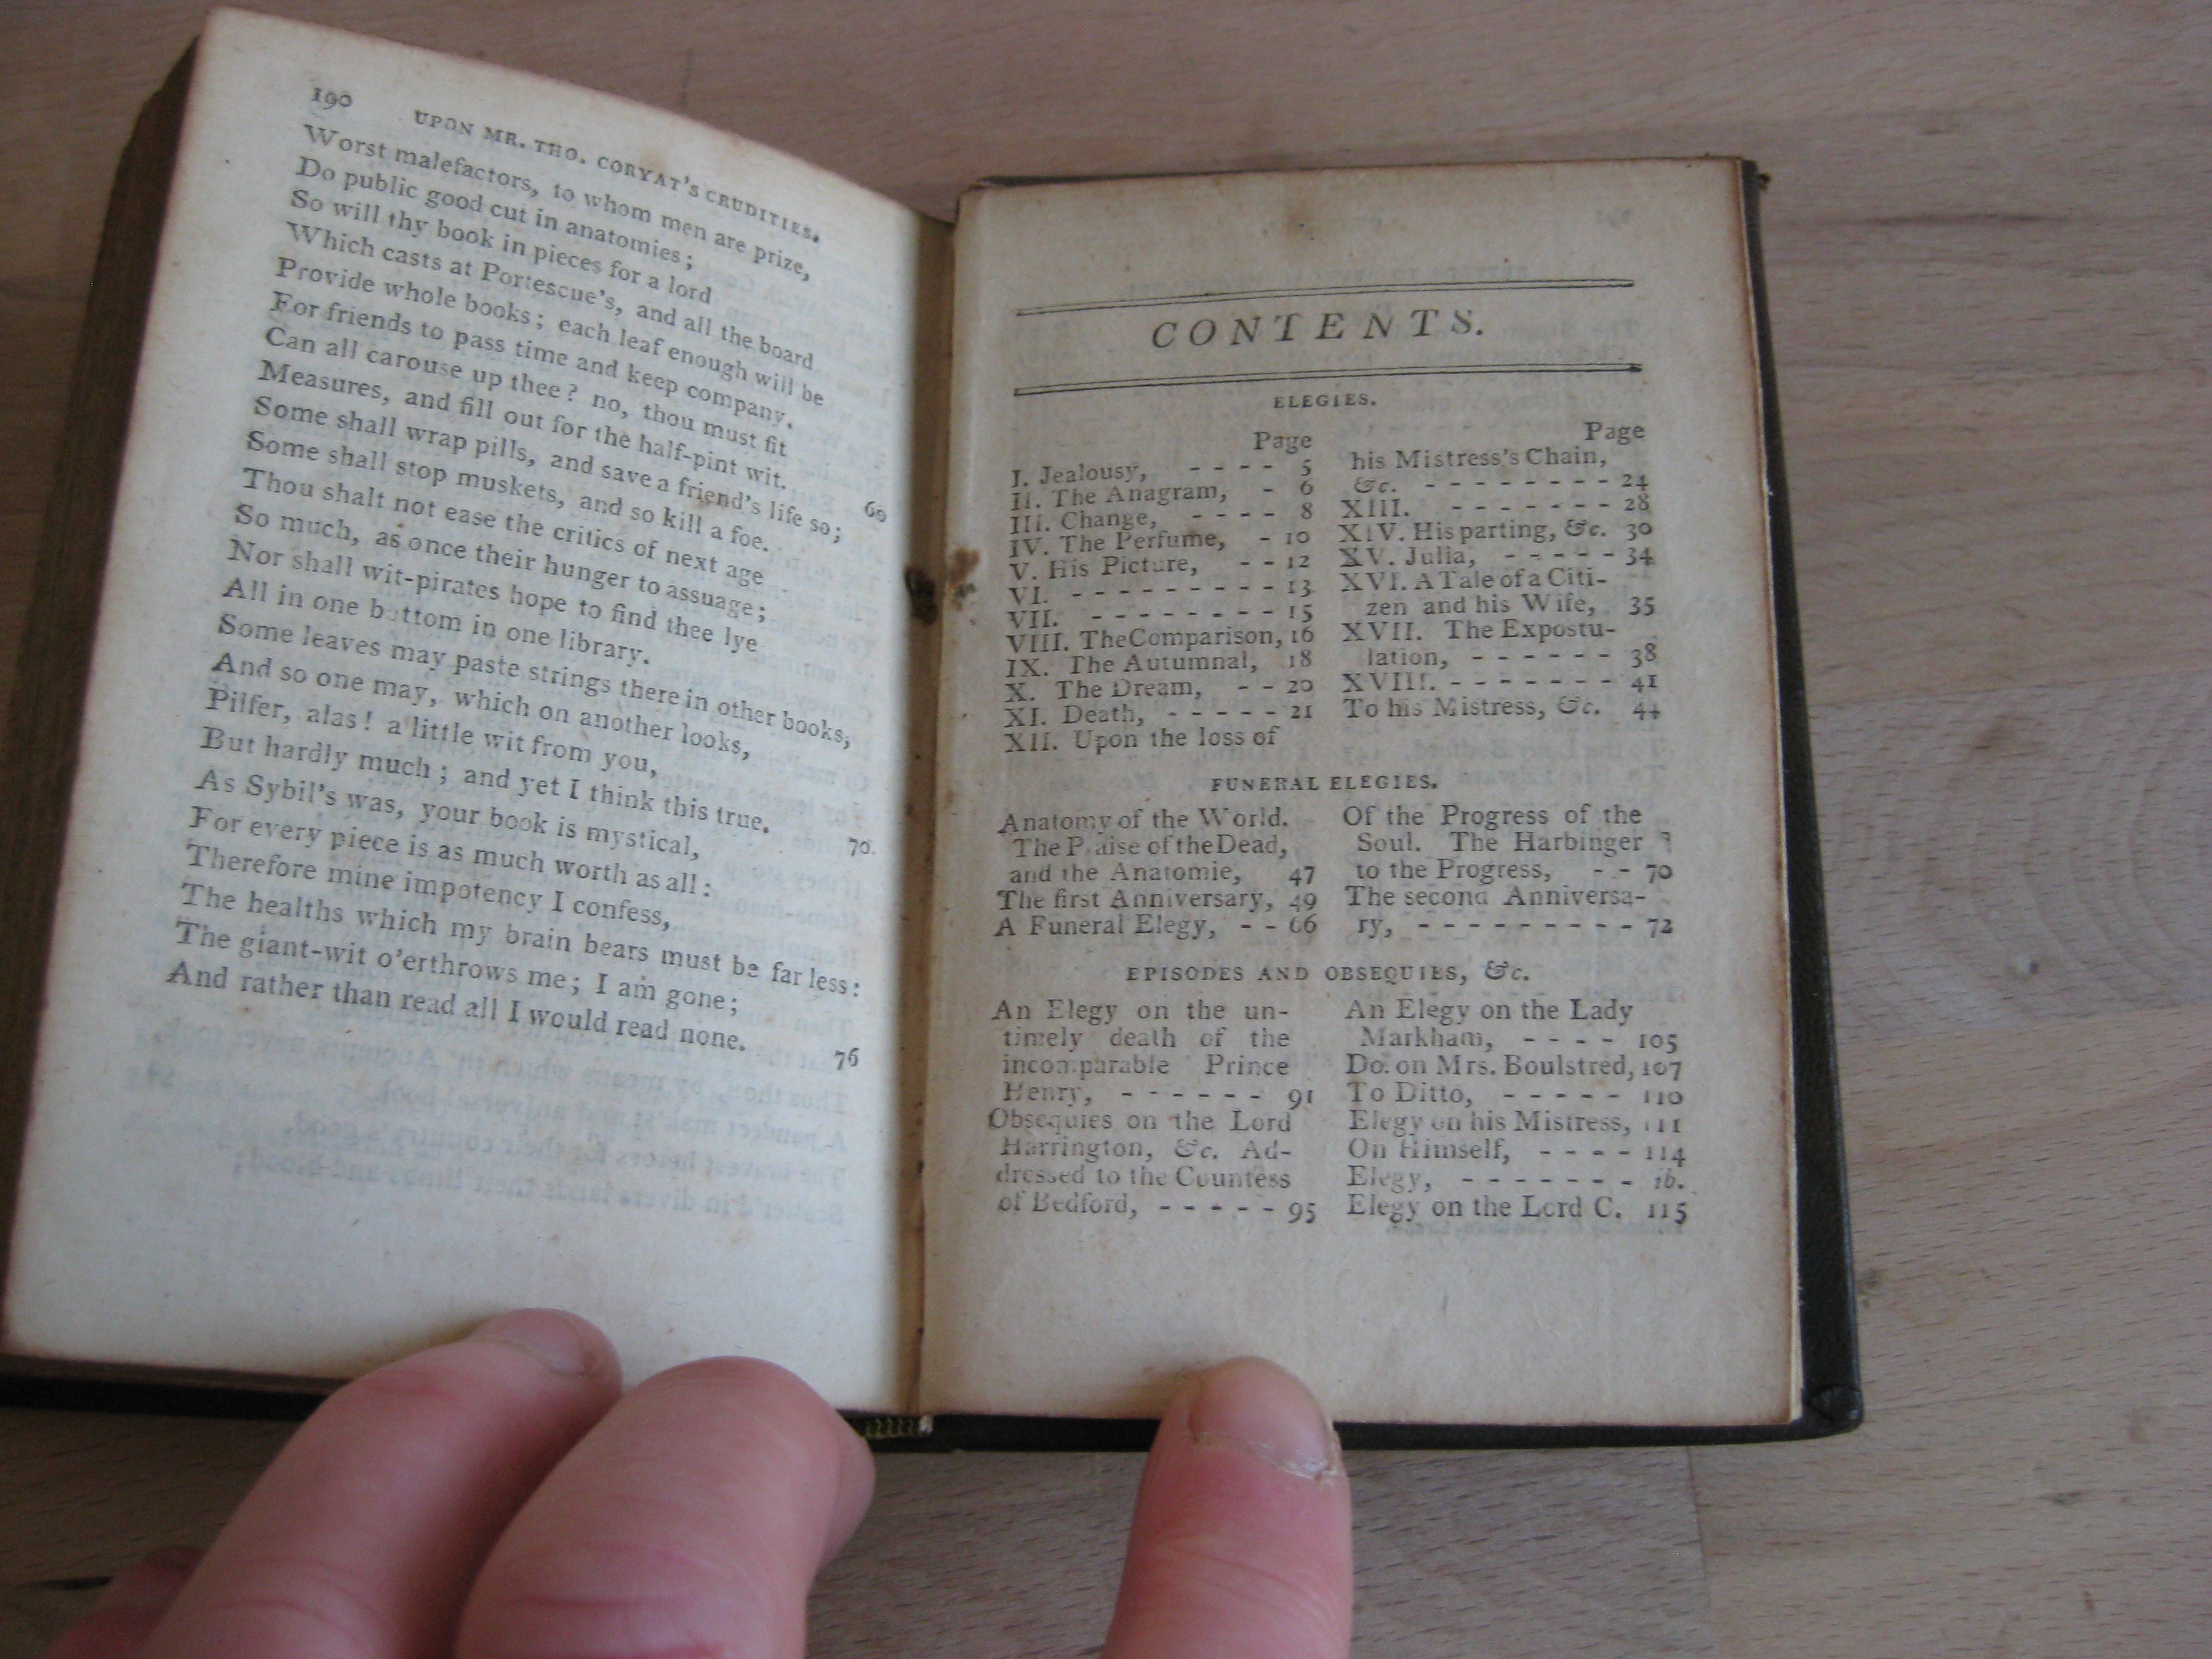 190 UPON MR. THO. CORYAT'S CRUDITIES.
Worst malefactors, to whom men are prize,
Do public good cut in anatomies;
So will thy book in pieces for a lord
Which casts at Portescue's, and all the board
Provide whole books; each leaf enough will be
For friends to pass time and keep company.
Can all carouse up thee? no, thou must fit
Measures, and fill out for the half-pint wit.
Some shall wrap pills, and save a friend's life so; 60
Some shall stop muskets, and so kill a foe.
Thou shalt not ease the critics of next age
So much, as once their hunger to assuage;
Nor shall wit-pirates hope to find thee lye
All in one bottom in one library.
Some leaves may paste strings there in other books,
And so one may, which on another looks,
Pilfer, alas! a little wit from you,
But hardly much; and yet I think this true. 70
As Sybil's was, your book is mystical,
For every piece is as much worth as all:
Therefore mine impotency I confess,
The healths which my brain bears must be far less:
The giant-wit o'erthrows me; I am gone;
And rather than read all I would read none. 76
CONTENTS.
ELEGIES.
Page
I. Jealousy, - - - - 5
II. The Anagram, - 6
III. Change, - - - - 8
IV. The Perfume, - 10
V. His Picture, - - 12
VI. - - - - - - - - - 13
VII. - - - - - - - - 15
VIII. The Comparison, 16
IX. The Autumnal, 18
X. The Dream, - - 20
XI. Death, - - - - - 21
XII. Upon the loss of
Page
his Mistress's Chain,
&c. - - - - - - - - 24
XIII. - - - - - - - 28
XIV. His parting, &c. 30
XV. Julia, - - - - - 34
XVI. A Tale of a Citi-
zen and his Wife, 35
XVII. The Expostu-
lation, - - - - - - 38
XVIII. - - - - - - - 41
To his Mistress, &c. 44
FUNERAL ELEGIES.
Anatomy of the World.
The Praise of the Dead,
and the Anatomie, 47
The first Anniversary, 49
A Funeral Elegy, - - 66
Of the Progress of the
Soul. The Harbinger
to the Progress, - - 70
The second Anniversa-
ry, - - - - - - - - - 72
EPISODES AND OBSEQUIES, &c.
An Elegy on the un-
timely death of the
incomparable Prince
Henry, - - - - - - 91
Obsequies on the Lord
Harrington, &c. Ad-
dressed to the Countess
of Bedford, - - - - - 95
An Elegy on the Lady
Markham, - - - - 105
Do. on Mrs. Boulstred, 107
To Ditto, - - - - - 110
Elegy on his Mistress, 111
On Himself, - - - - 114
Elegy, - - - - - - - ib.
Elegy on the Lord C. 115